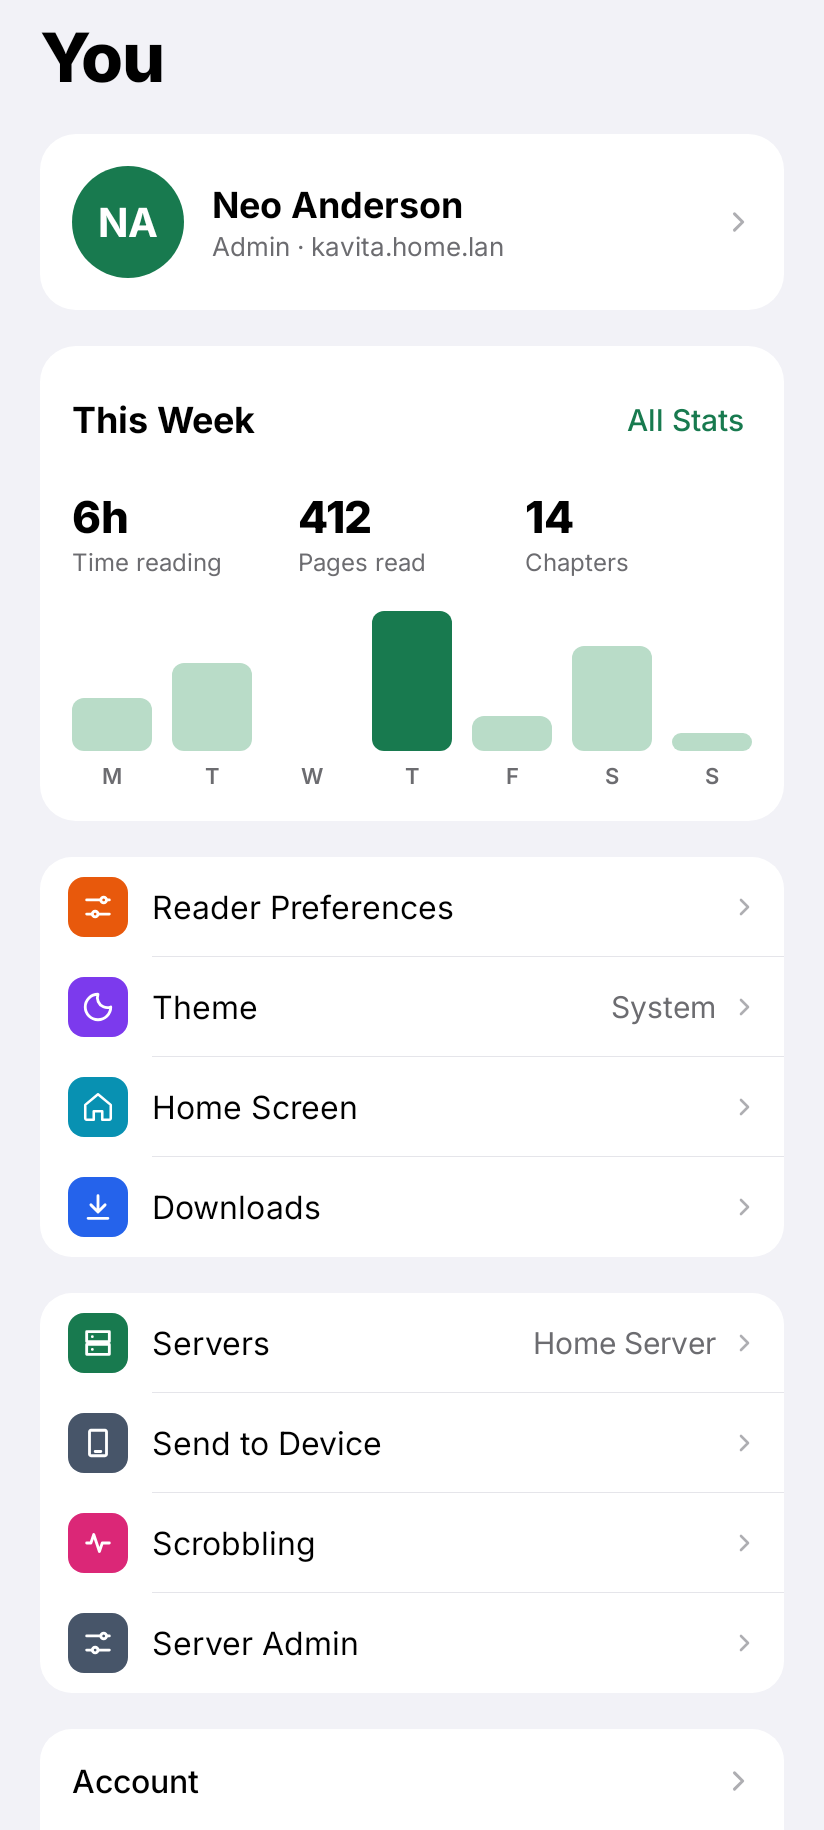 You
NA
Neo Anderson
Admin · kavita.home.lan
This Week
All Stats
6h
412
14
Time reading
Pages read
Chapters
M T W T F S S
Reader Preferences
Theme
System
Home Screen
Downloads
Servers
Home Server
Send to Device
Scrobbling
Server Admin
Account